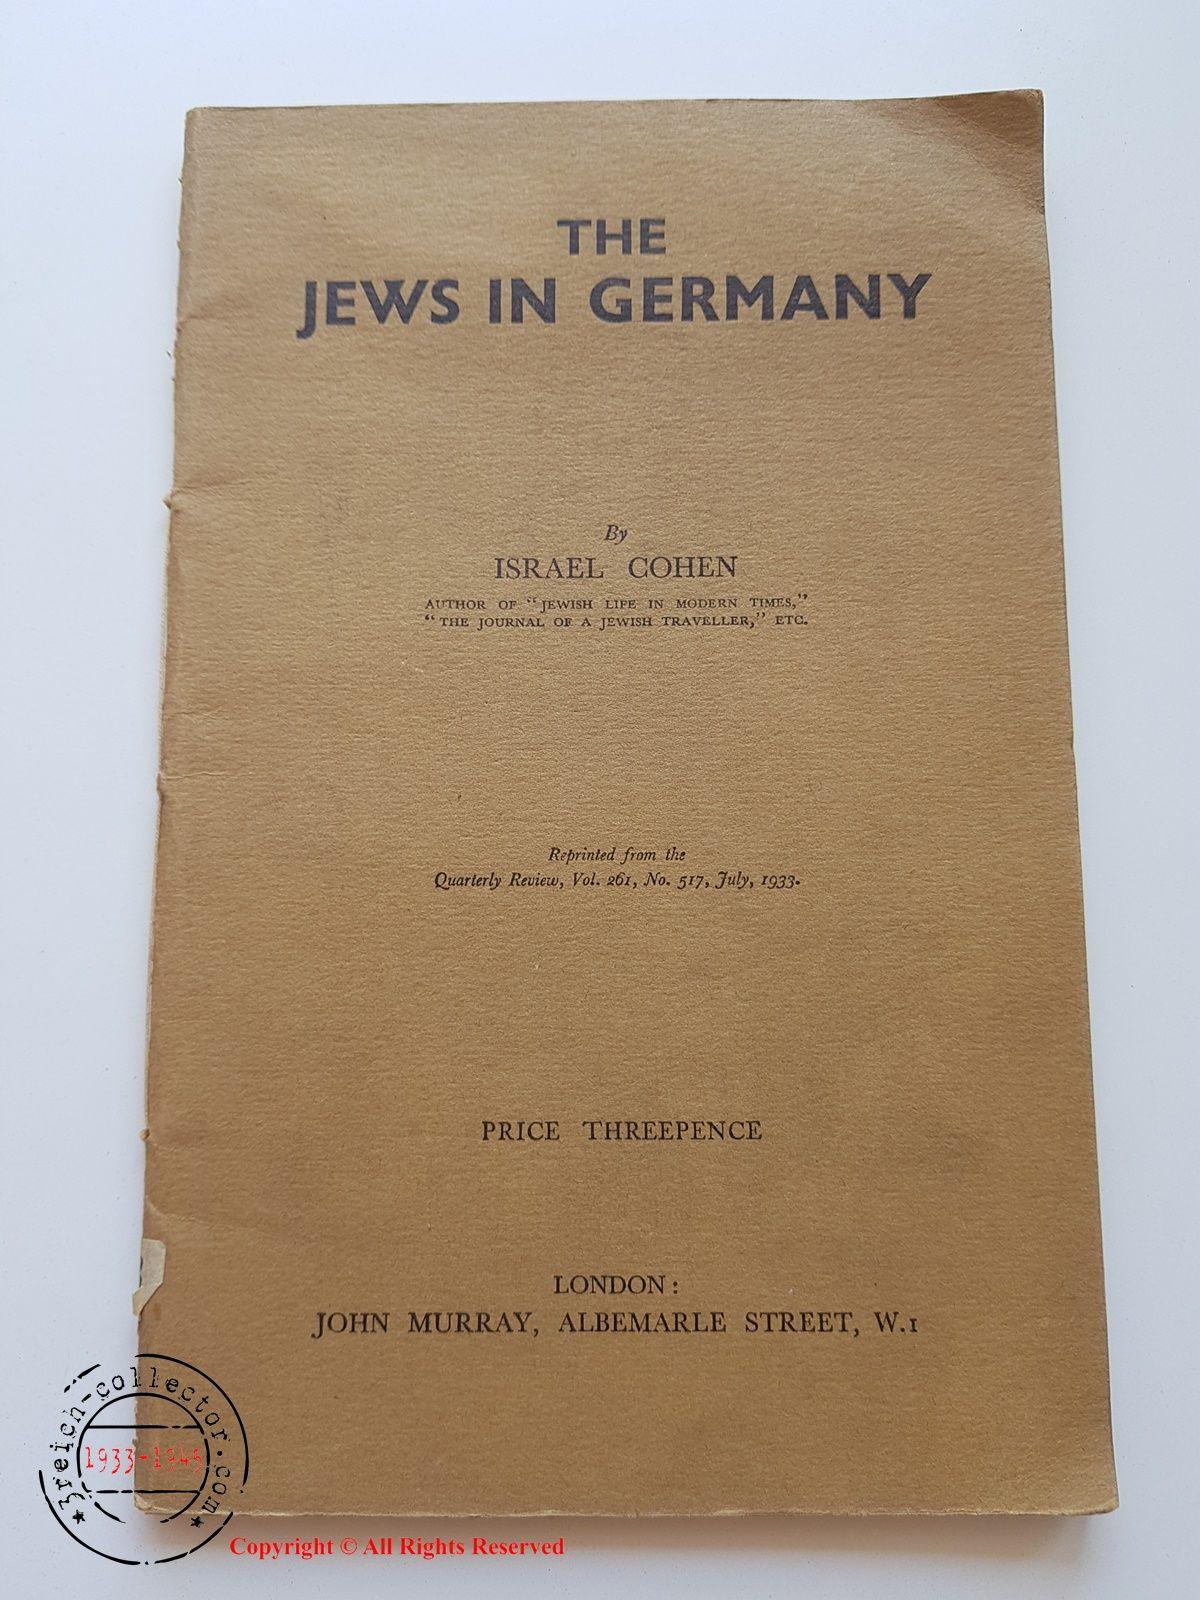 THE
JEWS IN GERMANY
By
ISRAEL COHEN
AUTHOR OF "JEWISH LIFE IN MODERN TIMES,"
"THE JOURNAL OF A JEWISH TRAVELLER," ETC.
Reprinted from the
Quarterly Review, Vol. 261, No. 517, July, 1933.
PRICE THREEPENCE
LONDON:
JOHN MURRAY, ALBEMARLE STREET, W.1
3reich-collector.com
1933-1945
Copyright © All Rights Reserved